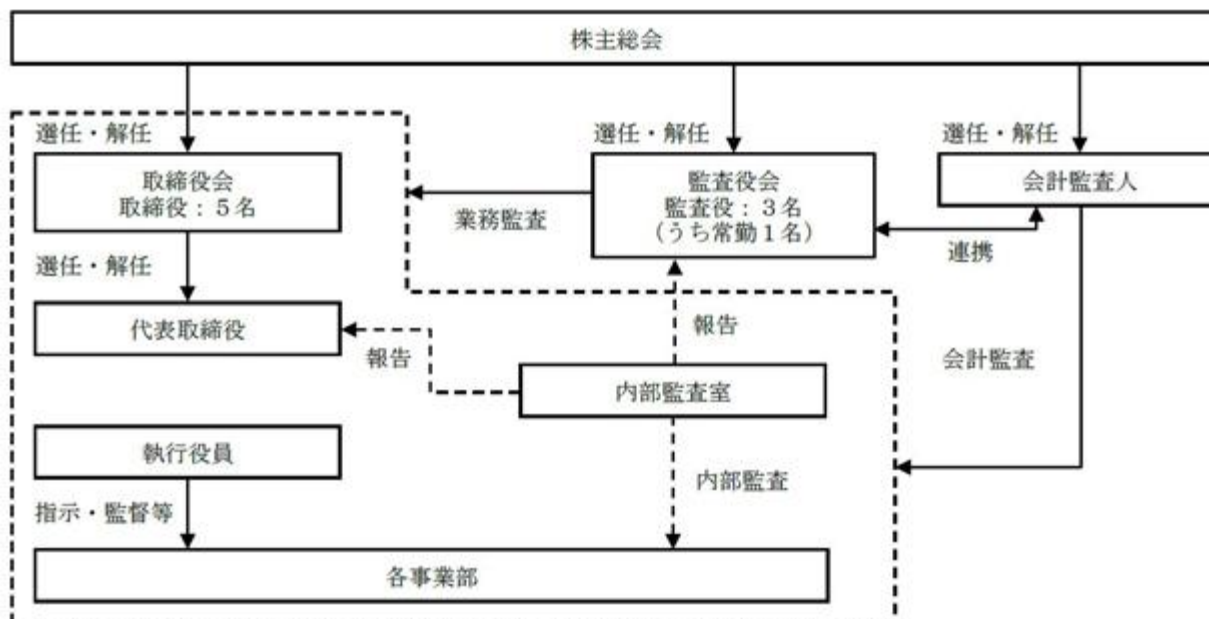 株主総会
選任・解任
選任・解任
選任・解任
取締役会
取締役：５名
監査役会
監査役：３名
（うち常勤１名）
会計監査人
業務監査
連携
選任・解任
代表取締役
報告
報告
会計監査
内部監査室
執行役員
内部監査
指示・監督等
各事業部